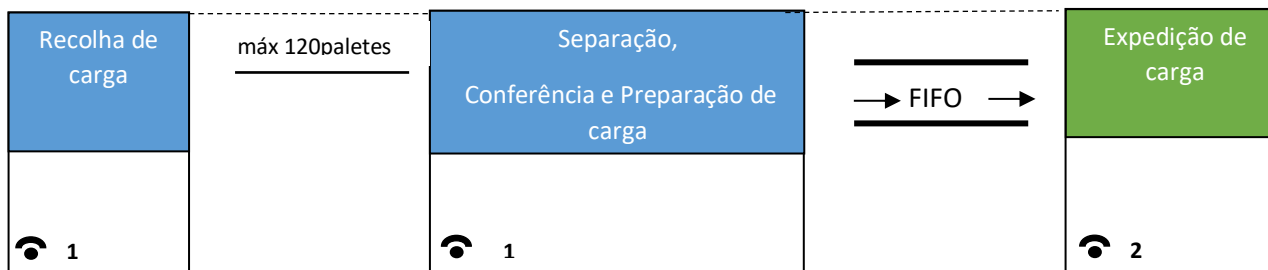 Recolha de
carga
1
máx 120paletes
Separação,
Conferência e Preparação de
carga
1
FIFO
Expedição de
carga
2